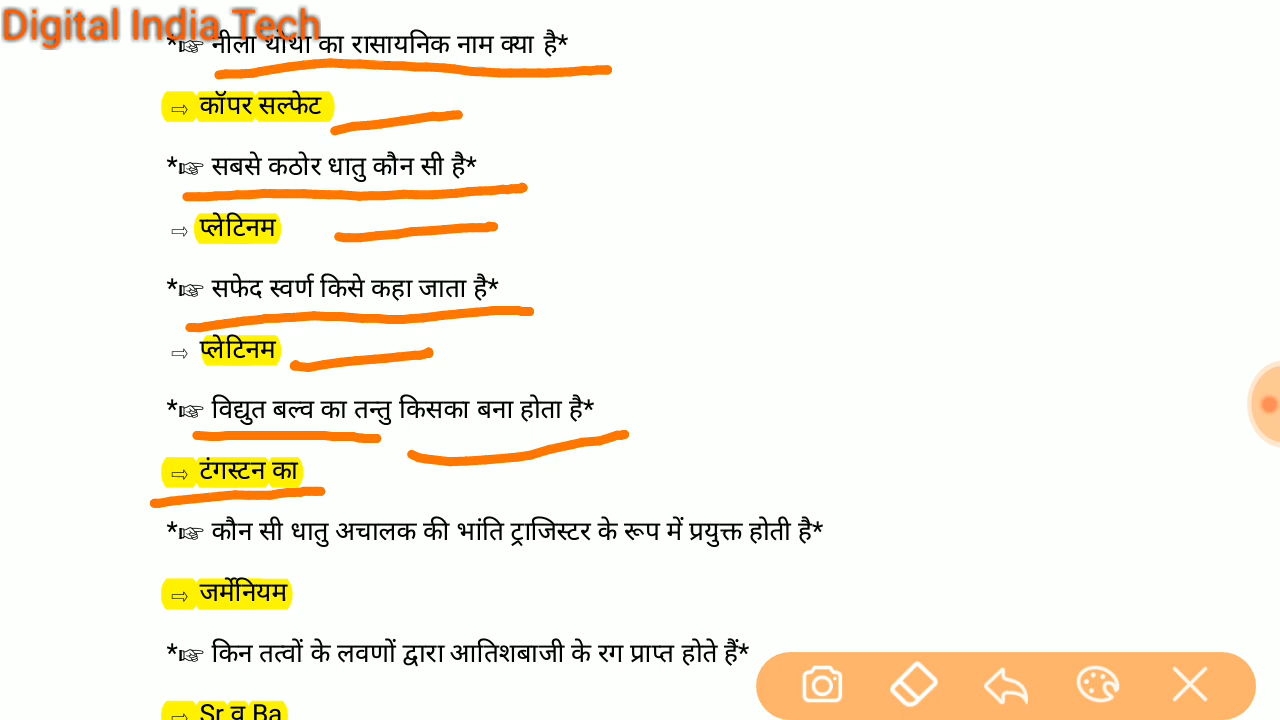 Digital India Tech
*☞ नीला थोथा का रासायनिक नाम क्या है*
⇨ कॉपर सल्फेट
*☞ सबसे कठोर धातु कौन सी है*
⇨ प्लेटिनम
*☞ सफेद स्वर्ण किसे कहा जाता है*
⇨ प्लेटिनम
*☞ विद्युत बल्व का तन्तु किसका बना होता है*
⇨ टंगस्टन का
*☞ कौन सी धातु अचालक की भांति ट्राजिस्टर के रूप में प्रयुक्त होती है*
⇨ जर्मेनियम
*☞ किन तत्वों के लवणों द्वारा आतिशबाजी के रग प्राप्त होते हैं*
⇨ Sr व Ba